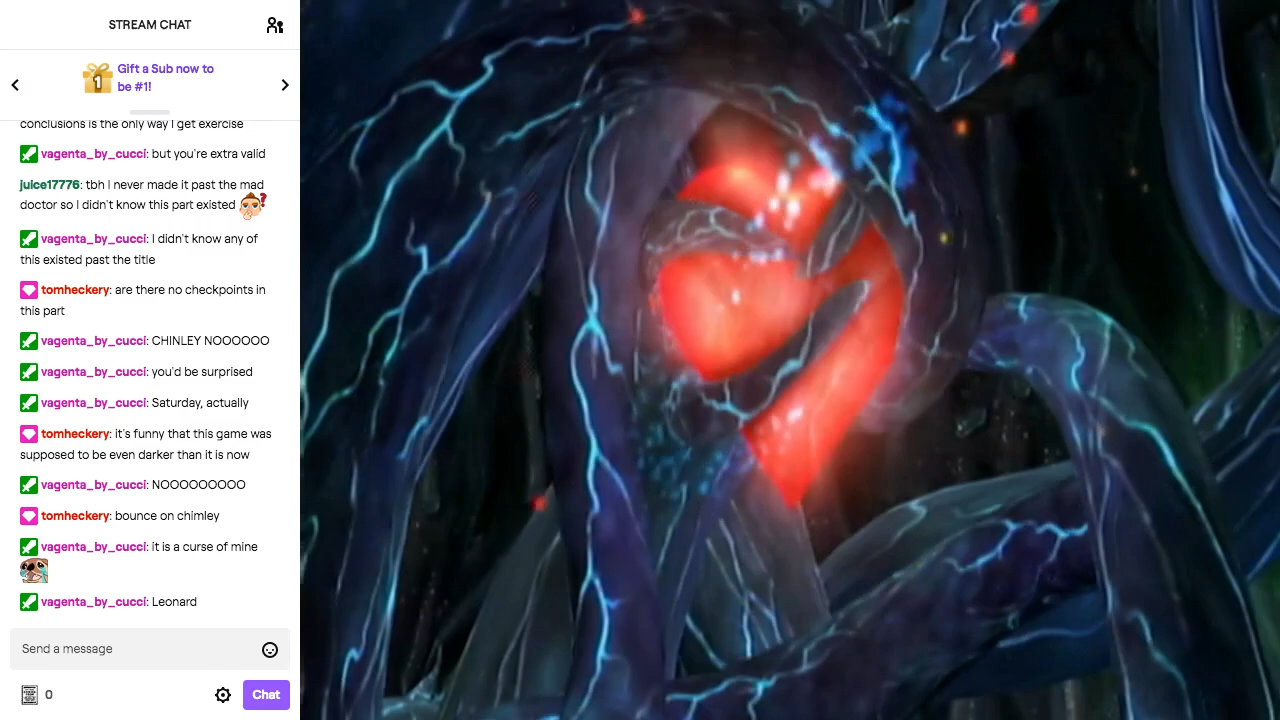 STREAM CHAT
1
Gift a Sub now to
be #1!
conclusions is the only way I get exercise
vagenta_by_cucci: but you're extra valid
juice17776: tbh I never made it past the mad
doctor so I didn't know this part existed
vagenta_by_cucci: I didn't know any of
this existed past the title
tomheckery: are there no checkpoints in
this part
vagenta_by_cucci: CHINLEY NOOOOOO
vagenta_by_cucci: you'd be surprised
vagenta_by_cucci: Saturday, actually
tomheckery: it's funny that this game was
supposed to be even darker than it is now
vagenta_by_cucci: NOOOOOOOOO
tomheckery: bounce on chimley
vagenta_by_cucci: it is a curse of mine
vagenta_by_cucci: Leonard
Send a message
0
Chat